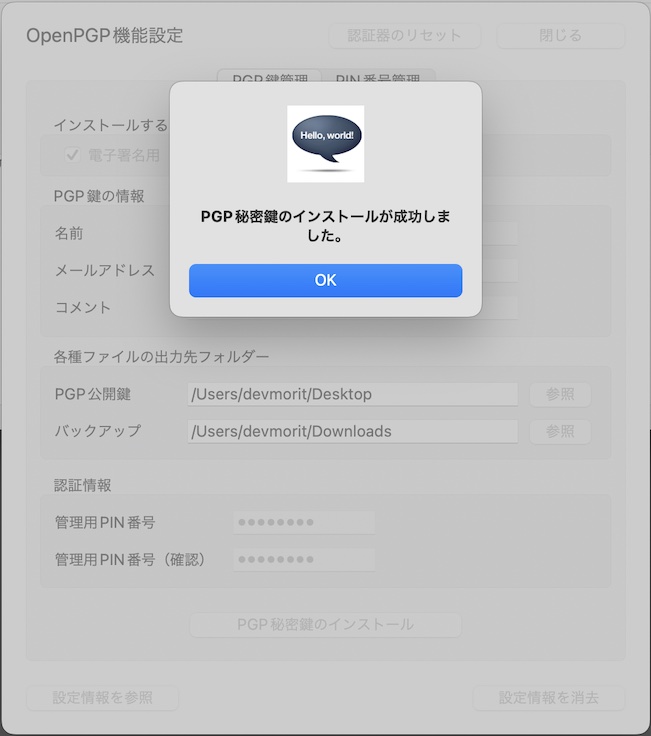 OpenPGP機能設定
認証器のリセット
閉じる
PGP鍵管理
PIN番号管理
Hello, world!
PGP秘密鍵のインストールが成功しま
した。
OK
インストールする
電子署名用
PGP鍵の情報
名前
メールアドレス
コメント
各種ファイルの出力先フォルダー
PGP公開鍵
/Users/devmorit/Desktop
参照
バックアップ
/Users/devmorit/Downloads
参照
認証情報
管理用PIN番号
●●●●●●●●
管理用PIN番号（確認）
●●●●●●●●
PGP秘密鍵のインストール
設定情報を参照
設定情報を消去